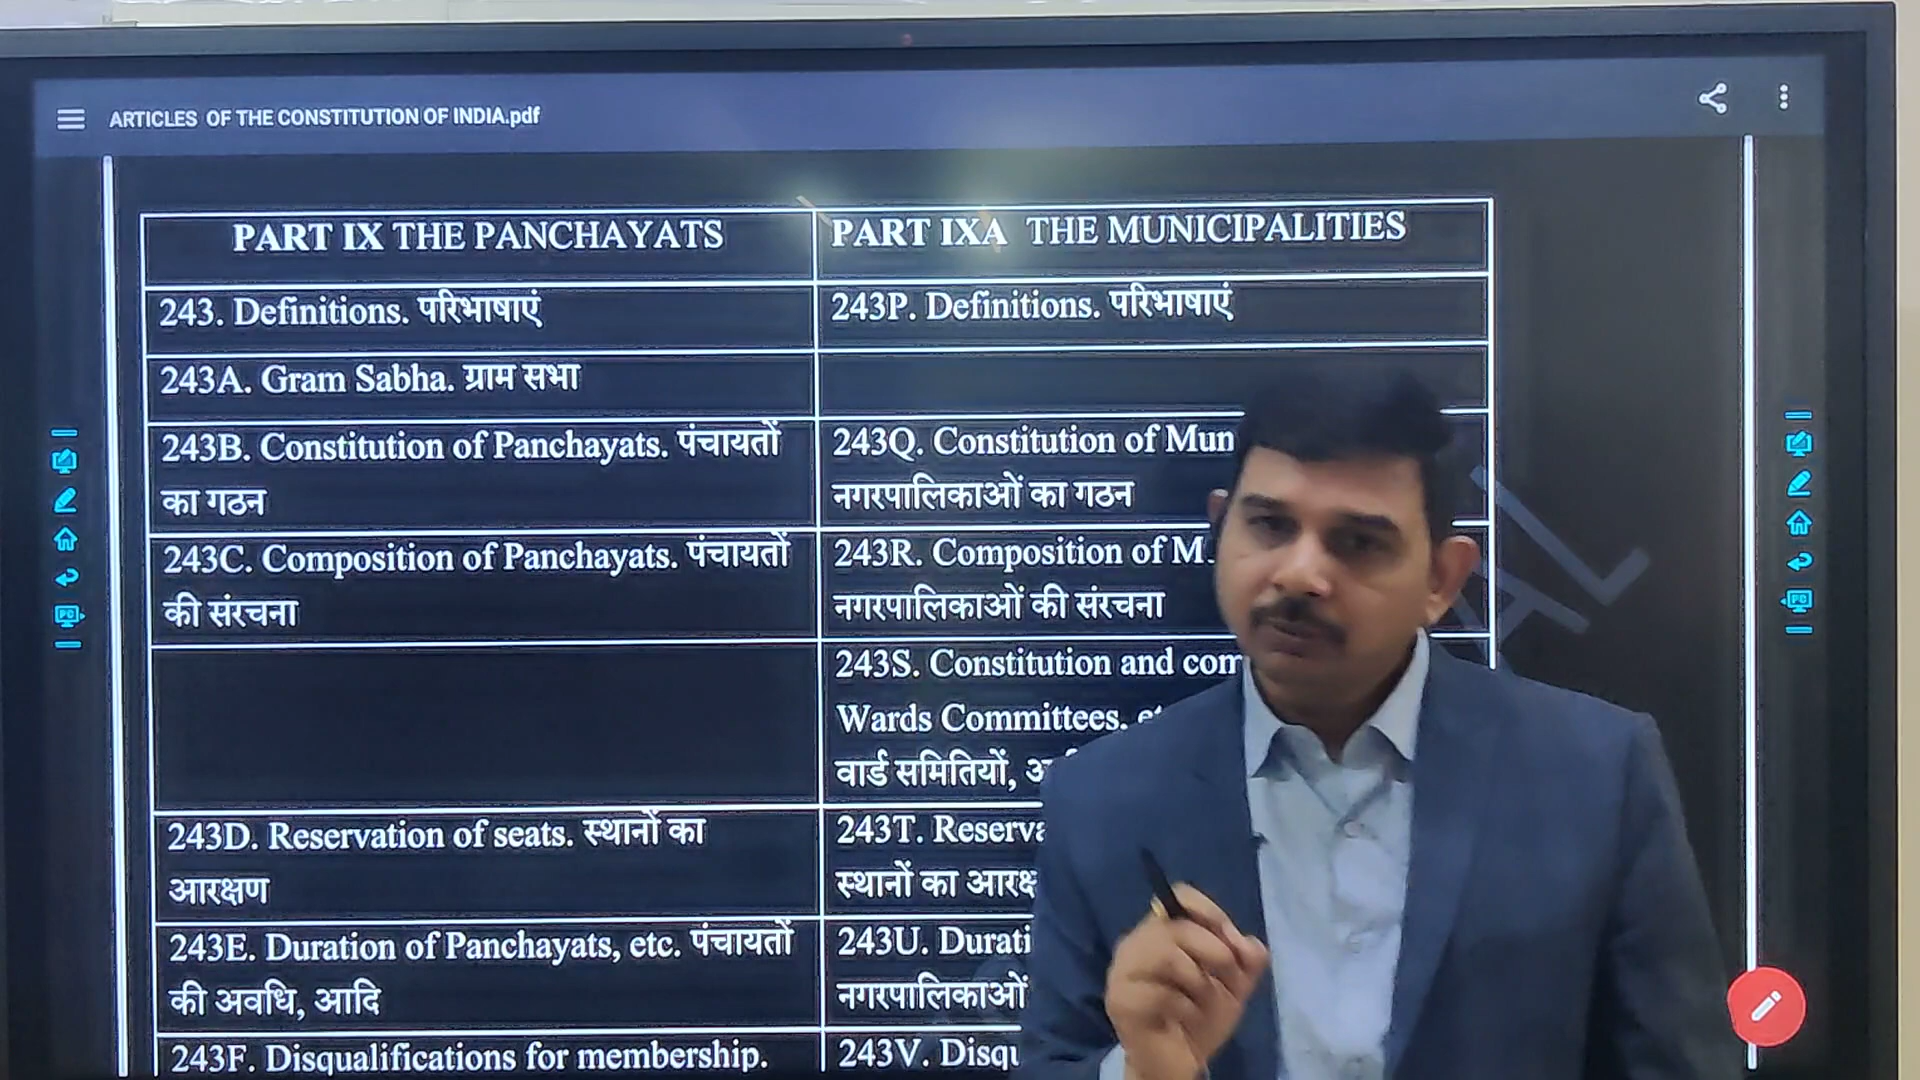 ARTICLES OF THE CONSTITUTION OF INDIA.pdf
PART IX THE PANCHAYATS
PART IXA THE MUNICIPALITIES
243. Definitions. परिभाषाएं
243P. Definitions. परिभाषाएं
243A. Gram Sabha. ग्राम सभा
243B. Constitution of Panchayats. पंचायतों
का गठन
243Q. Constitution of Mun
नगरपालिकाओं का गठन
243C. Composition of Panchayats. पंचायतों
की संरचना
243R. Composition of M
नगरपालिकाओं की संरचना
243S. Constitution and com
Wards Committees.
वार्ड समितियों,
243D. Reservation of seats. स्थानों का
आरक्षण
243T. Reserva
स्थानों का आरक्ष
243E. Duration of Panchayats, etc. पंचायतों
की अवधि, आदि
243U. Durati
नगरपालिकाओं
243F. Disqualifications for membership.
243V. Disqu
PC
PC